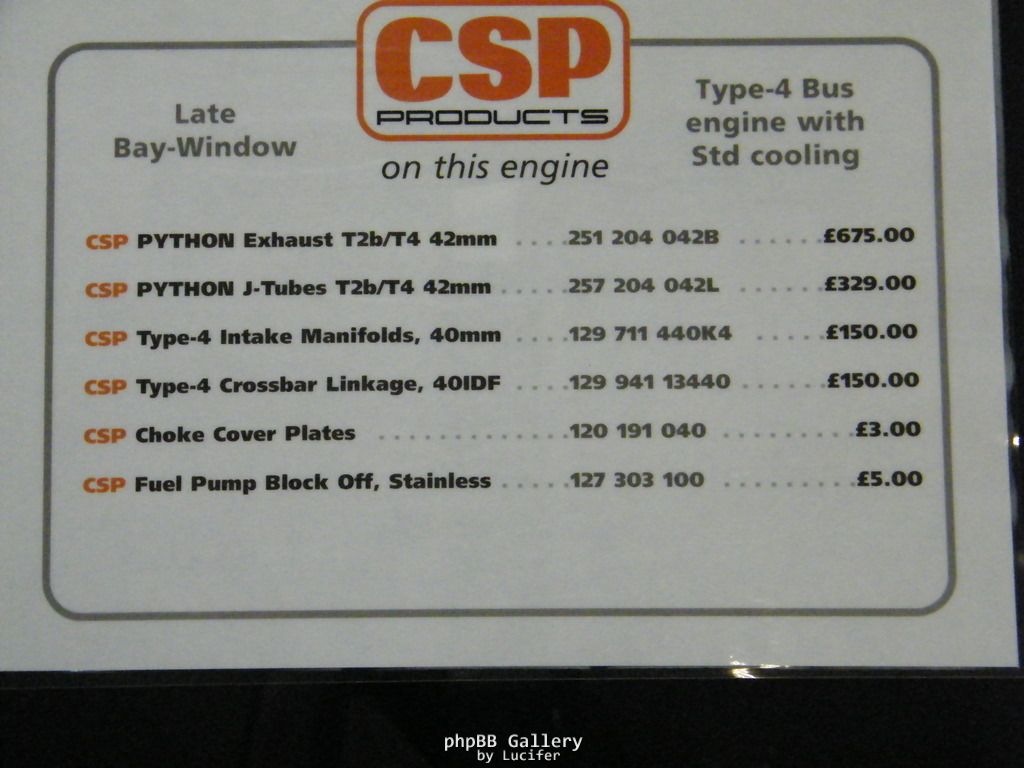 CSP
PRODUCTS
on this engine
Late
Bay-Window
Type-4 Bus
engine with
Std cooling
CSP PYTHON Exhaust T2b/T4 42mm ....251 204 042B ......£675.00
CSP PYTHON J-Tubes T2b/T4 42mm .....257 204 042L ......£329.00
CSP Type-4 Intake Manifolds, 40mm ....129 711 440K4 .....£150.00
CSP Type-4 Crossbar Linkage, 40IDF ....129 941 13440 ......£150.00
CSP Choke Cover Plates .............120 191 040 .........£3.00
CSP Fuel Pump Block Off, Stainless .....127 303 100 .........£5.00
phpBB Gallery
by Lucifer